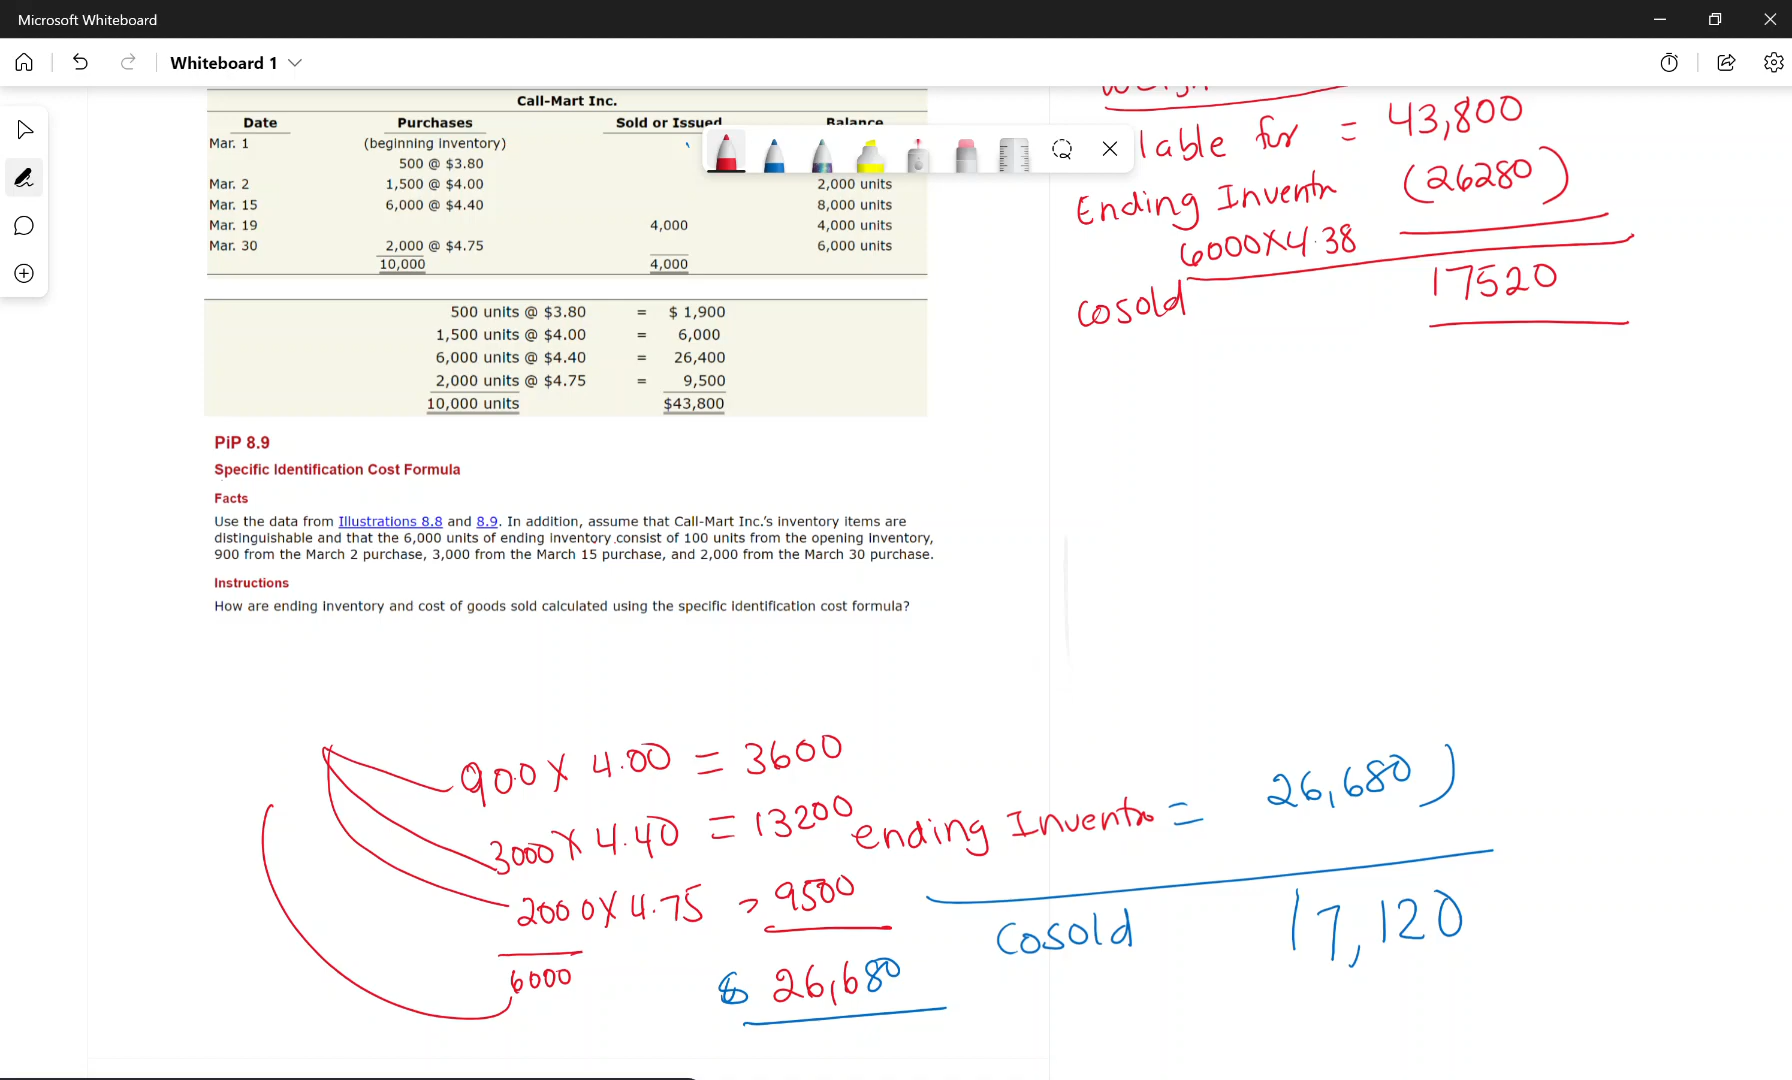 Microsoft Whiteboard
Whiteboard 1
Call-Mart Inc.
Date Purchases Sold or Issued Balance
Mar. 1 (beginning inventory)
500 @ $3.80
Mar. 2 1,500 @ $4.00 2,000 units
Mar. 15 6,000 @ $4.40 8,000 units
Mar. 19 4,000 4,000 units
Mar. 30 2,000 @ $4.75 6,000 units
10,000 4,000
500 units @ $3.80 = $ 1,900
1,500 units @ $4.00 = 6,000
6,000 units @ $4.40 = 26,400
2,000 units @ $4.75 = 9,500
10,000 units $43,800
PiP 8.9
Specific Identification Cost Formula
Facts
Use the data from Illustrations 8.8 and 8.9. In addition, assume that Call-Mart Inc.'s inventory items are
distinguishable and that the 6,000 units of ending inventory consist of 100 units from the opening inventory,
900 from the March 2 purchase, 3,000 from the March 15 purchase, and 2,000 from the March 30 purchase.
Instructions
How are ending inventory and cost of goods sold calculated using the specific identification cost formula?
lable for = 43,800
Ending Inventn (26280)
6000X4.38
cosold 17520
900 X 4.00 = 3600
3000 X 4.40 = 13200
2000 X 4.75 = 9500
6000
$ 26,680
ending Inventn = 26,680)
Cosold 17,120